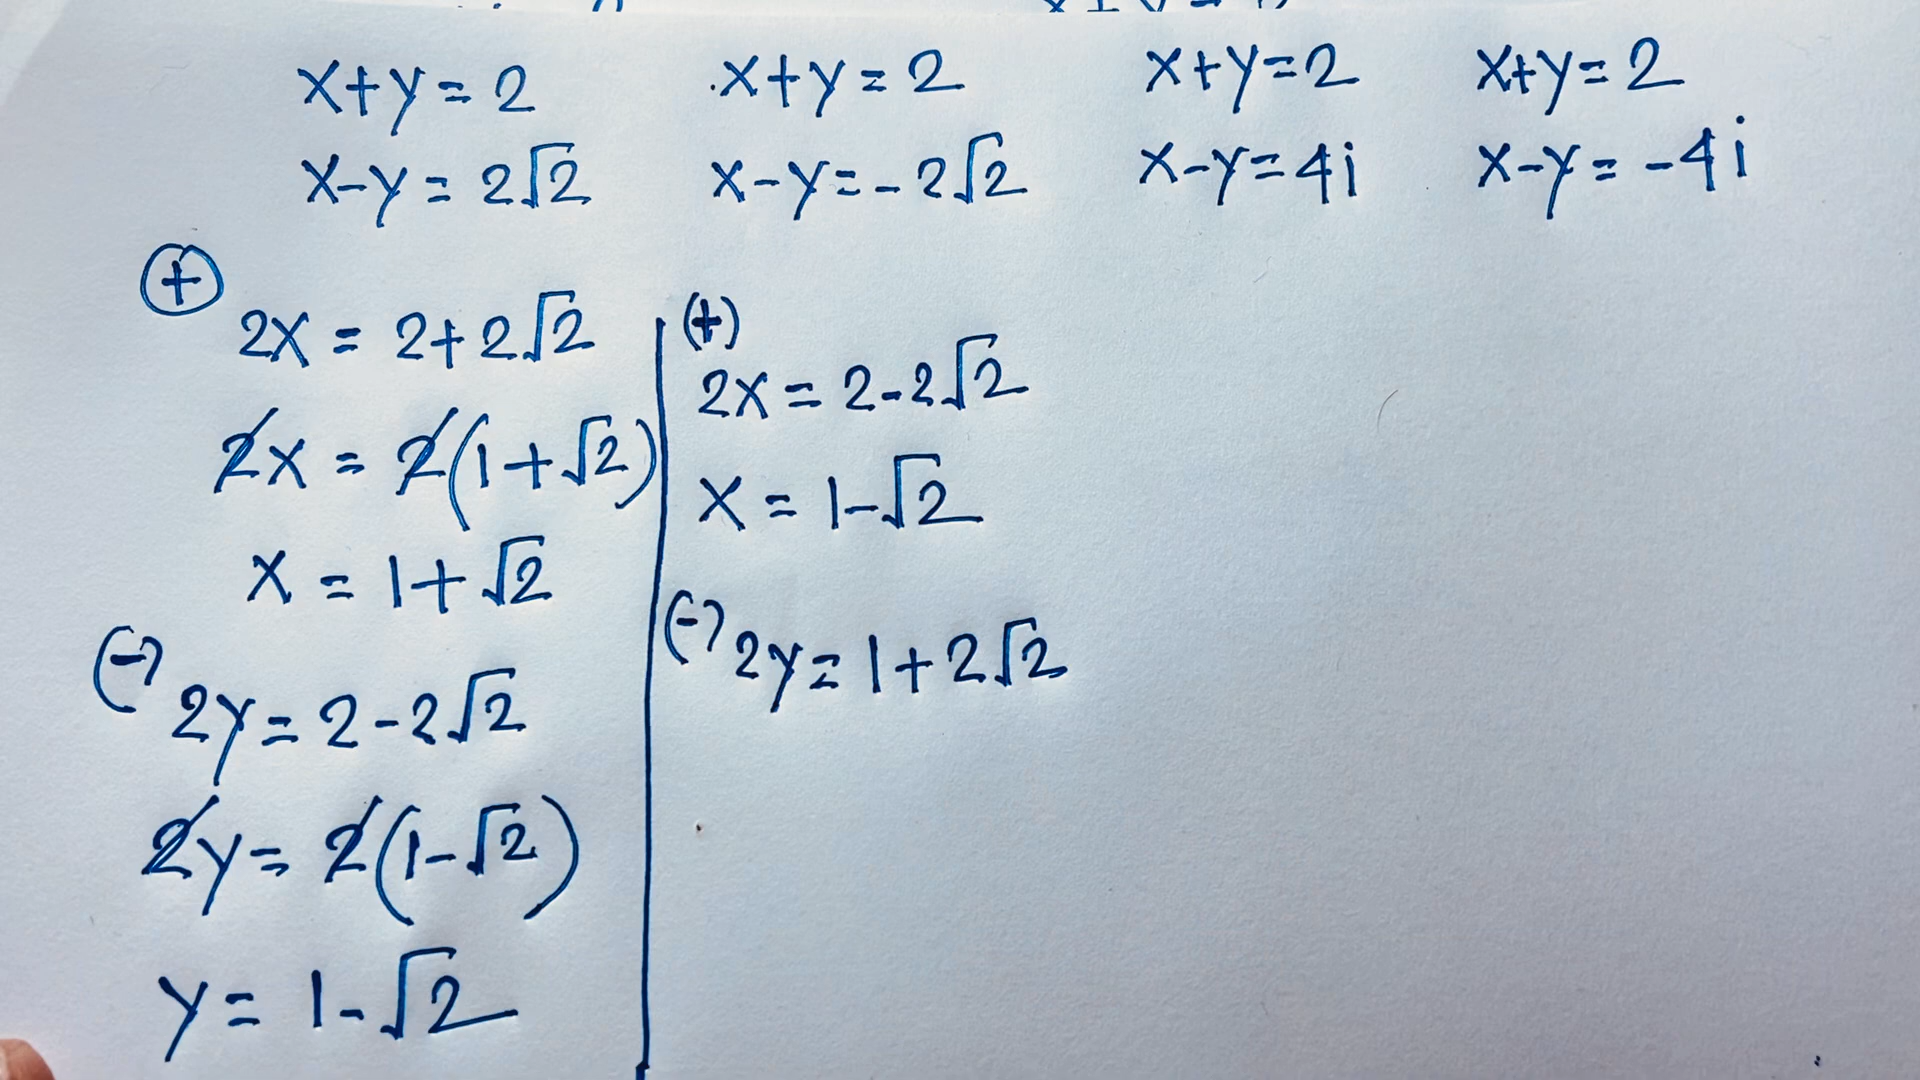 x+y=2 x+y=2 x+y=2 x+y=2
x-y=2√2 x-y=-2√2 x-y=4i x-y=-4i
(+)
2x = 2+2√2
2x = 2(1+√2)
x = 1+√2
(-) 2y=2-2√2
2y= 2(1-√2)
y= 1-√2
(+)
2x=2-2√2
x = 1-√2
(-) 2y=1+2√2